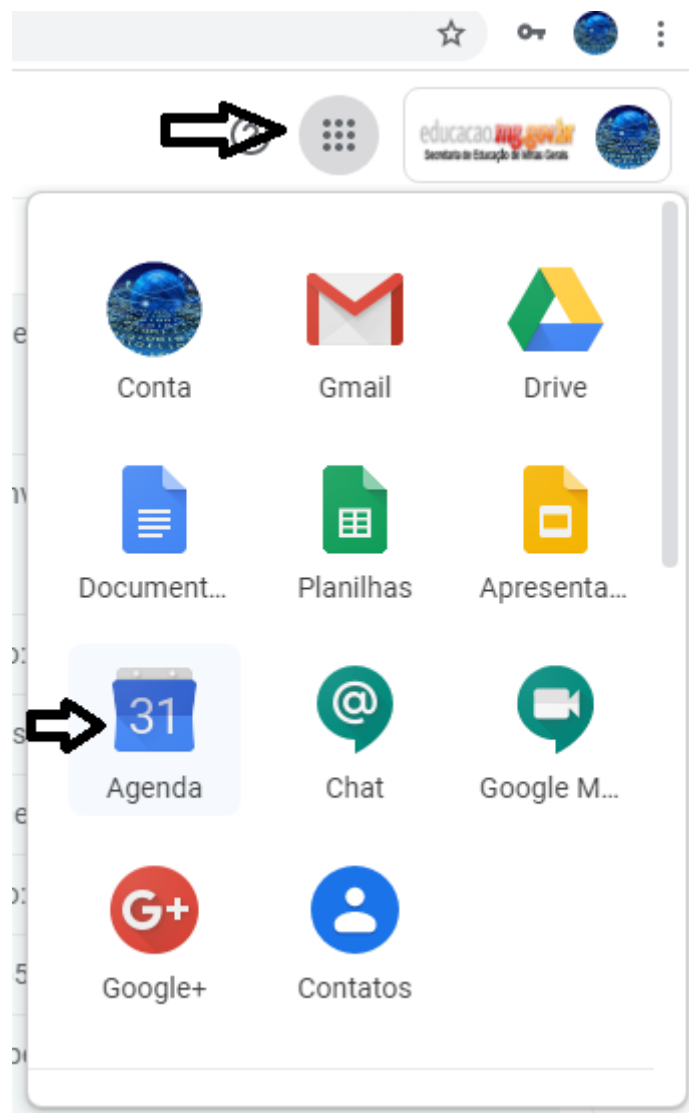 educacao.mg.gov.br
Secretaria de Educação de Minas Gerais
Conta Gmail Drive
Document... Planilhas Apresenta...
31
Agenda Chat Google M...
G+
Google+ Contatos